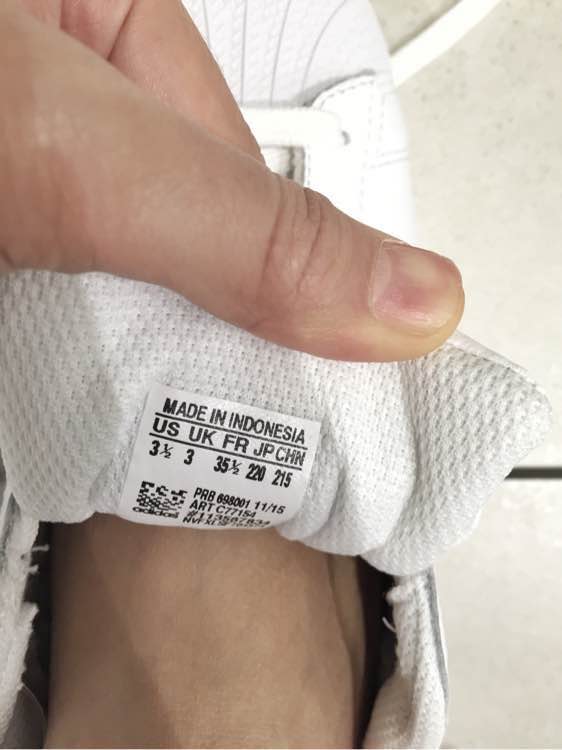 MADE IN INDONESIA
US UK FR JP CHN
3½ 3 35½ 220 215
PRB 698001 11/15
ART C77154
adidas